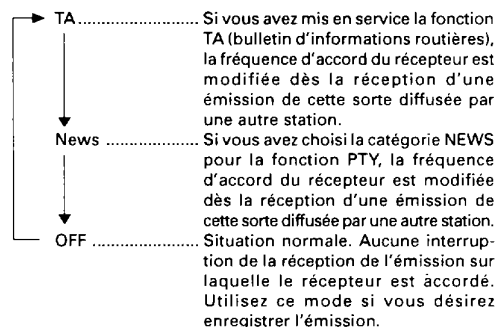 TA ...................... Si vous avez mis en service la fonction
TA (bulletin d'informations routières),
la fréquence d'accord du récepteur est
modifiée dès la réception d'une
émission de cette sorte diffusée par
une autre station.
News ................... Si vous avez choisi la catégorie NEWS
pour la fonction PTY, la fréquence
d'accord du récepteur est modifiée
dès la réception d'une émission de
cette sorte diffusée par une autre station.
OFF ..................... Situation normale. Aucune interrup-
tion de la réception de l'émission sur
laquelle le récepteur est accordé.
Utilisez ce mode si vous désirez
enregistrer l'émission.